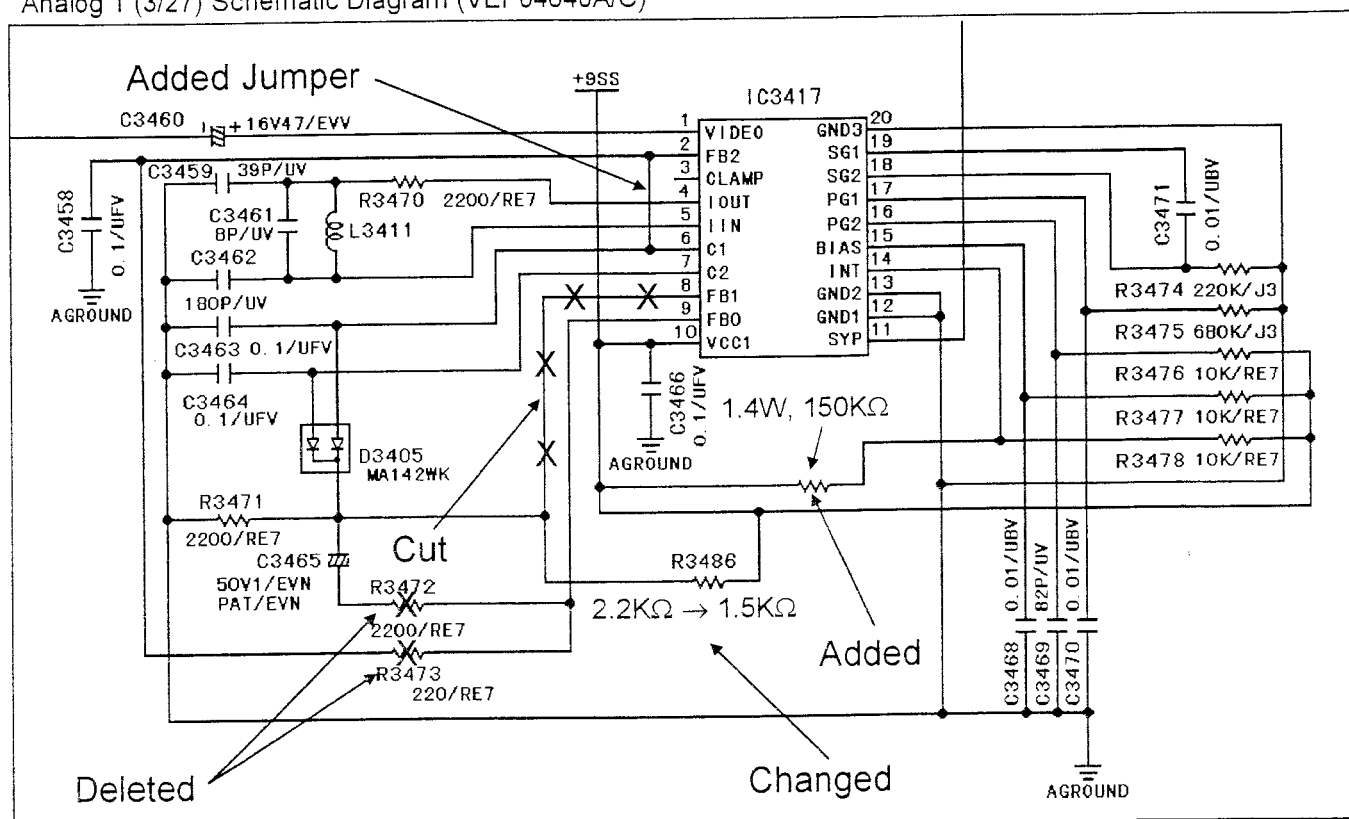 Analog 1 (3/27) Schematic Diagram
Added Jumper
+9SS
IC3417
C3460
+ 16V47/EVV
1 VIDEO
2 FB2
3 CLAMP
4 IOUT
5 IIN
6 C1
7 C2
8 FB1
9 FBO
10 VCC1
GND3 20
SG1 19
SG2 18
PG1 17
PG2 16
BIAS 15
INT 14
GND2 13
GND1 12
SYP 11
C3459
39P/UV
C3458
0.1/UFV
AGROUND
R3470
2200/RE7
C3461
8P/UV
L3411
C3462
180P/UV
C3463 0.1/UFV
C3464
0.1/UFV
D3405
MA142WK
C3466
0.1/UFV
AGROUND
C3471
0.01/UBV
R3474 220K/J3
R3475 680K/J3
R3476 10K/RE7
R3477 10K/RE7
R3478 10K/RE7
1.4W, 150KΩ
R3471
2200/RE7
Cut
C3465
50V1/EVN
PAT/EVN
R3472
2200/RE7
R3473
220/RE7
R3486
2.2KΩ → 1.5KΩ
Added
C3468
0.01/UBV
C3469
82P/UV
C3470
0.01/UBV
Deleted
Changed
AGROUND